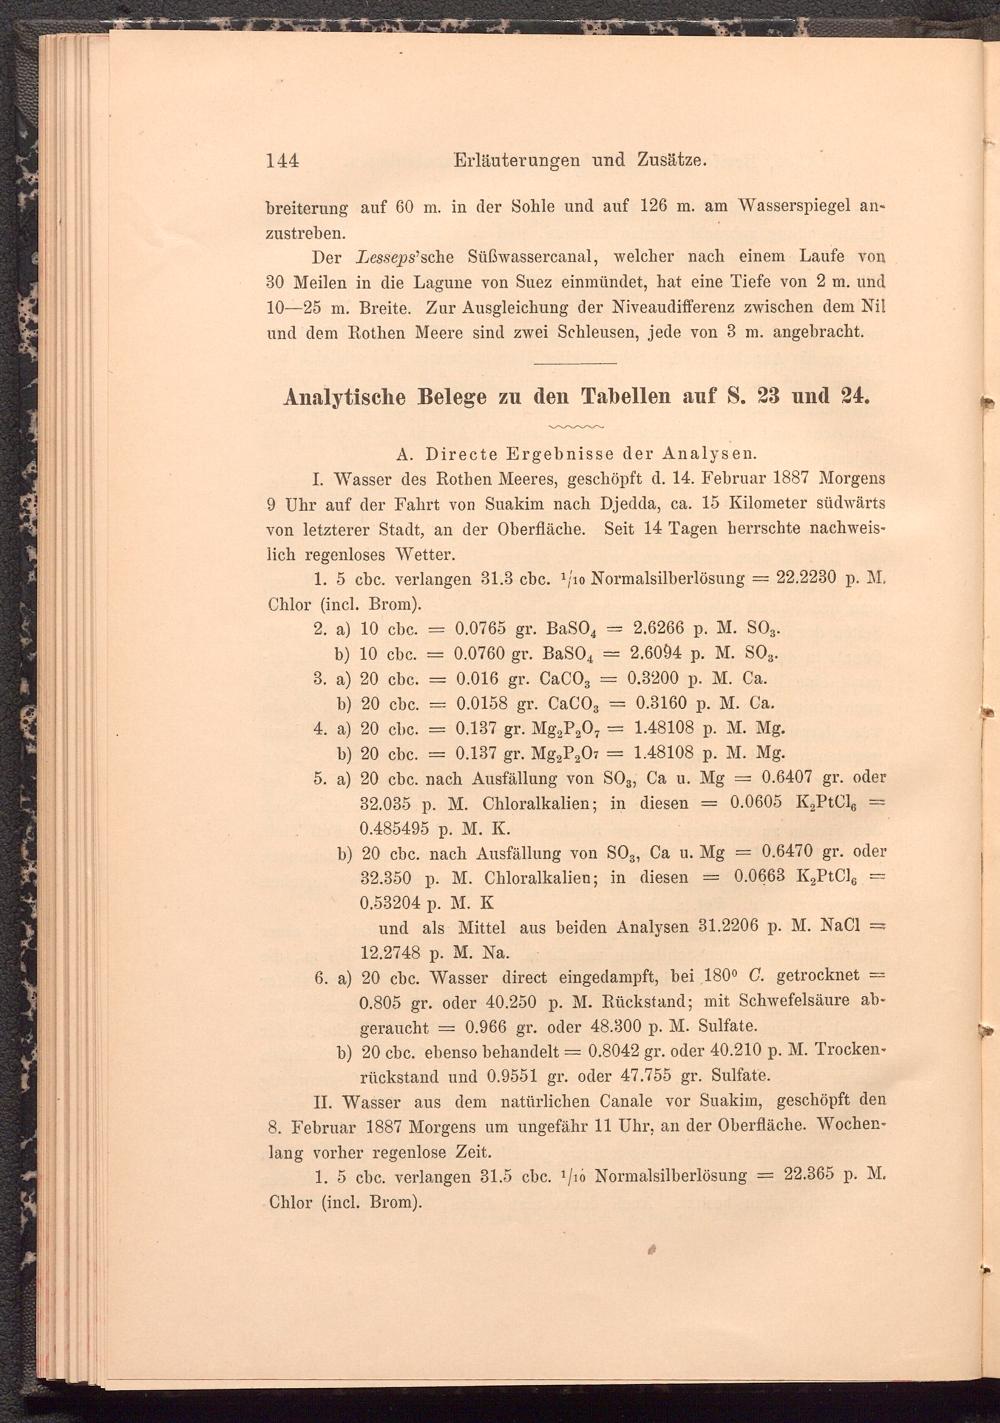 144 Erläuterungen und Zusätze.
breiterung auf 60 m. in der Sohle und auf 126 m. am Wasserspiegel an-
zustreben.
Der Lesseps'sche Süßwassercanal, welcher nach einem Laufe von
30 Meilen in die Lagune von Suez einmündet, hat eine Tiefe von 2 m. und
10—25 m. Breite. Zur Ausgleichung der Niveaudifferenz zwischen dem Nil
und dem Rothen Meere sind zwei Schleusen, jede von 3 m. angebracht.
Analytische Belege zu den Tabellen auf S. 23 und 24.
A. Directe Ergebnisse der Analysen.
I. Wasser des Rothen Meeres, geschöpft d. 14. Februar 1887 Morgens
9 Uhr auf der Fahrt von Suakim nach Djedda, ca. 15 Kilometer südwärts
von letzterer Stadt, an der Oberfläche. Seit 14 Tagen herrschte nachweis-
lich regenloses Wetter.
1. 5 cbc. verlangen 31.3 cbc. 1/10 Normalsilberlösung = 22.2230 p. M.
Chlor (incl. Brom).
2. a) 10 cbc. = 0.0765 gr. BaSO₄ = 2.6266 p. M. SO₃.
b) 10 cbc. = 0.0760 gr. BaSO₄ = 2.6094 p. M. SO₃.
3. a) 20 cbc. = 0.016 gr. CaCO₃ = 0.3200 p. M. Ca.
b) 20 cbc. = 0.0158 gr. CaCO₃ = 0.3160 p. M. Ca.
4. a) 20 cbc. = 0.137 gr. Mg₂P₂O₇ = 1.48108 p. M. Mg.
b) 20 cbc. = 0.137 gr. Mg₂P₂O₇ = 1.48108 p. M. Mg.
5. a) 20 cbc. nach Ausfällung von SO₃, Ca u. Mg = 0.6407 gr. oder
32.035 p. M. Chloralkalien; in diesen = 0.0605 K₂PtCl₆ =
0.485495 p. M. K.
b) 20 cbc. nach Ausfällung von SO₃, Ca u. Mg = 0.6470 gr. oder
32.350 p. M. Chloralkalien; in diesen = 0.0663 K₂PtCl₆ =
0.53204 p. M. K
und als Mittel aus beiden Analysen 31.2206 p. M. NaCl =
12.2748 p. M. Na.
6. a) 20 cbc. Wasser direct eingedampft, bei 180° C. getrocknet =
0.805 gr. oder 40.250 p. M. Rückstand; mit Schwefelsäure ab-
geraucht = 0.966 gr. oder 48.300 p. M. Sulfate.
b) 20 cbc. ebenso behandelt = 0.8042 gr. oder 40.210 p. M. Trocken-
rückstand und 0.9551 gr. oder 47.755 gr. Sulfate.
II. Wasser aus dem natürlichen Canale vor Suakim, geschöpft den
8. Februar 1887 Morgens um ungefähr 11 Uhr, an der Oberfläche. Wochen-
lang vorher regenlose Zeit.
1. 5 cbc. verlangen 31.5 cbc. 1/10 Normalsilberlösung = 22.365 p. M.
Chlor (incl. Brom).